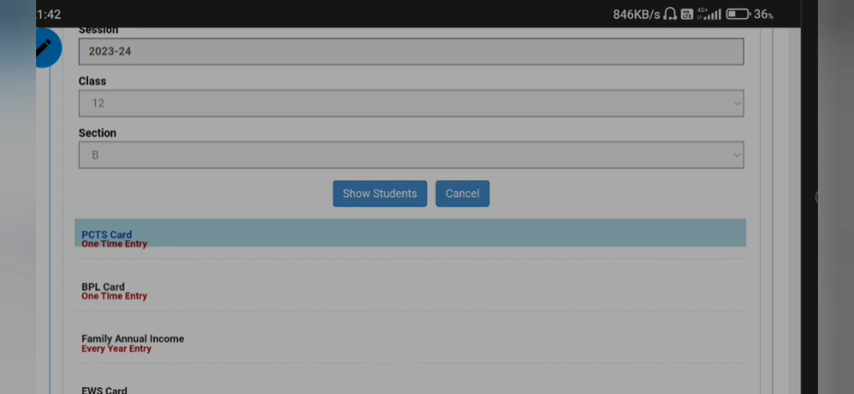 1:42 846KB/s 4G+ 36%
Session
2023-24
Class
12
Section
B
Show Students Cancel
PCTS Card
One Time Entry
BPL Card
One Time Entry
Family Annual Income
Every Year Entry
EWS Card